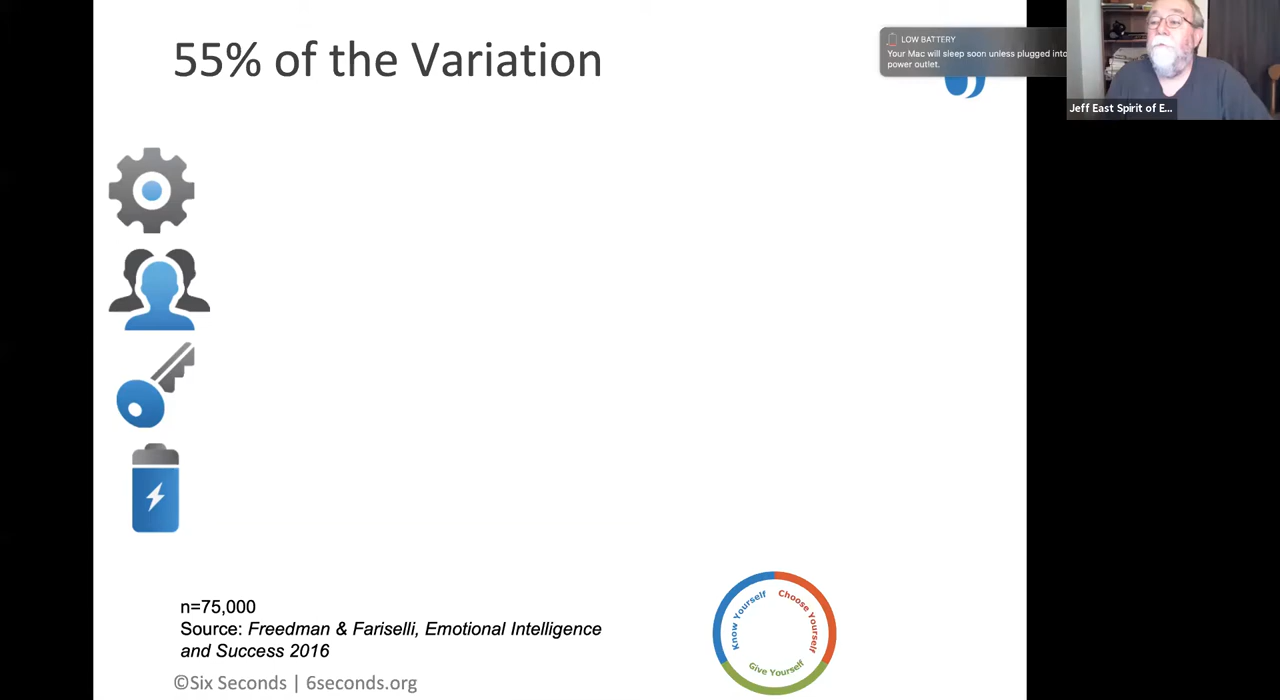 55% of the Variation
LOW BATTERY
Your Mac will sleep soon unless plugged into
power outlet.
Jeff East Spirit of E...
n=75,000
Source: Freedman & Fariselli, Emotional Intelligence
and Success 2016
©Six Seconds | 6seconds.org
Know Yourself
Choose Yourself
Give Yourself